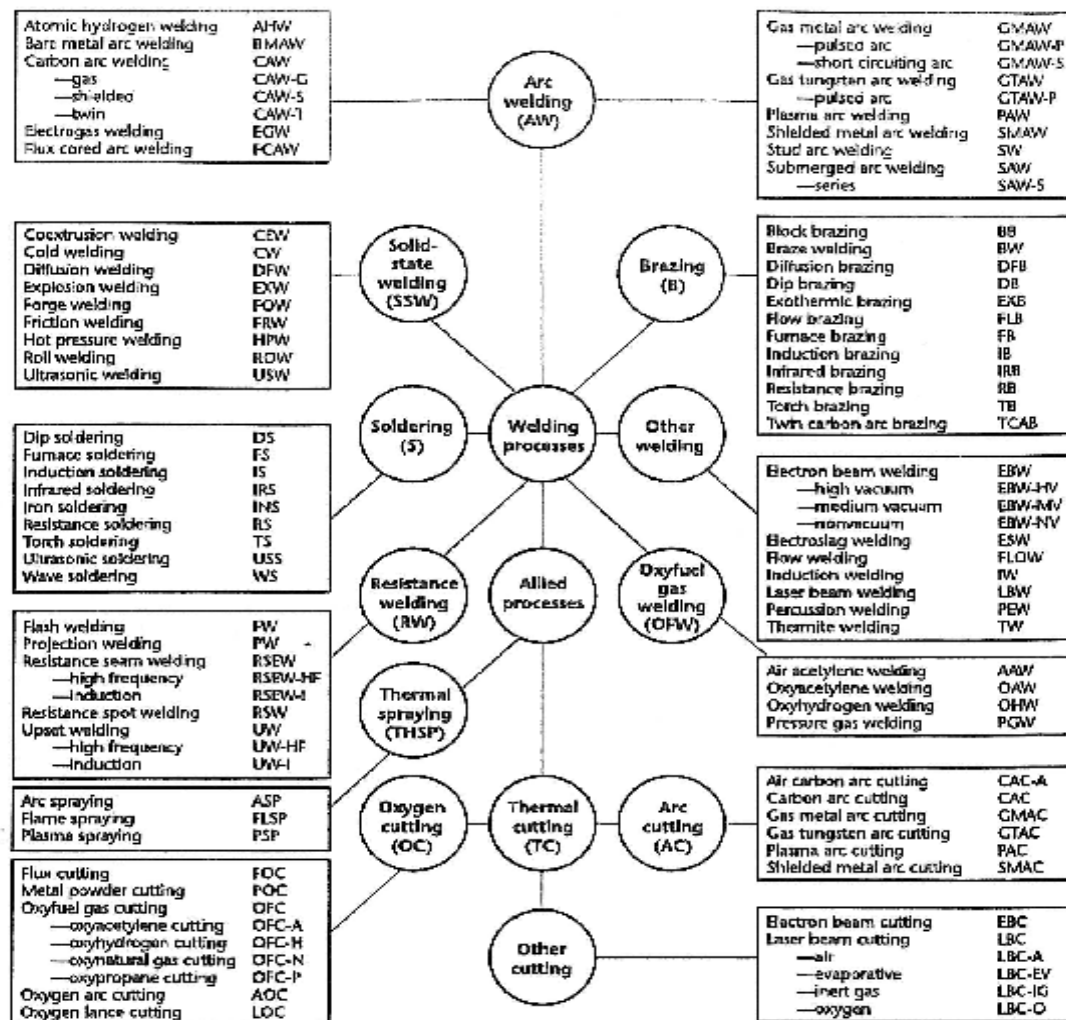 Atomic hydrogen welding AHW
Bare metal arc welding BMAW
Carbon arc welding CAW
—gas CAW-G
—shielded CAW-S
—twin CAW-T
Electrogas welding EGW
Flux cored arc welding FCAW
Arc
welding
(AW)
Gas metal arc welding GMAW
—pulsed arc GMAW-P
—short circuiting arc GMAW-S
Gas tungsten arc welding GTAW
—pulsed arc GTAW-P
Plasma arc welding PAW
Shielded metal arc welding SMAW
Stud arc welding SW
Submerged arc welding SAW
—series SAW-S
Coextrusion welding CEW
Cold welding CW
Diffusion welding DFW
Explosion welding EXW
Forge welding FOW
Friction welding FRW
Hot pressure welding HPW
Roll welding ROW
Ultrasonic welding USW
Solid-
state
welding
(SSW)
Brazing
(B)
Block brazing BB
Braze welding BW
Diffusion brazing DFB
Dip brazing DB
Exothermic brazing EXB
Flow brazing FLB
Furnace brazing FB
Induction brazing IB
Infrared brazing IRB
Resistance brazing RB
Torch brazing TB
Twin carbon arc brazing TCAB
Soldering
(S)
Welding
processes
Other
welding
Dip soldering DS
Furnace soldering FS
Induction soldering IS
Infrared soldering IRS
Iron soldering INS
Resistance soldering RS
Torch soldering TS
Ultrasonic soldering USS
Wave soldering WS
Electron beam welding EBW
—high vacuum EBW-HV
—medium vacuum EBW-MV
—nonvacuum EBW-NV
Electroslag welding ESW
Flow welding FLOW
Induction welding IW
Laser beam welding LBW
Percussion welding PEW
Thermite welding TW
Resistance
welding
(RW)
Allied
processes
Oxyfuel
gas
welding
(OFW)
Flash welding FW
Projection welding PW
Resistance seam welding RSEW
—high frequency RSEW-HF
—induction RSEW-I
Resistance spot welding RSW
Upset welding UW
—high frequency UW-HF
—induction UW-I
Thermal
spraying
(THSP)
Air acetylene welding AAW
Oxyacetylene welding OAW
Oxyhydrogen welding OHW
Pressure gas welding PGW
Arc spraying ASP
Flame spraying FLSP
Plasma spraying PSP
Oxygen
cutting
(OC)
Thermal
cutting
(TC)
Arc
cutting
(AC)
Air carbon arc cutting CAC-A
Carbon arc cutting CAC
Gas metal arc cutting GMAC
Gas tungsten arc cutting GTAC
Plasma arc cutting PAC
Shielded metal arc cutting SMAC
Flux cutting FOC
Metal powder cutting POC
Oxyfuel gas cutting OFC
—oxyacetylene cutting OFC-A
—oxyhydrogen cutting OFC-H
—oxynatural gas cutting OFC-N
—oxypropane cutting OFC-P
Oxygen arc cutting AOC
Oxygen lance cutting LOC
Other
cutting
Electron beam cutting EBC
Laser beam cutting LBC
—air LBC-A
—evaporative LBC-EV
—inert gas LBC-IG
—oxygen LBC-O